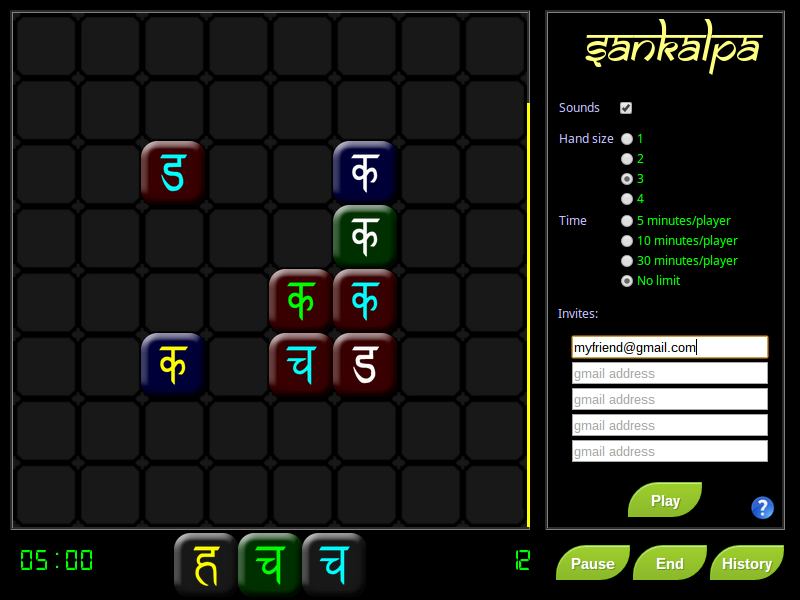 sankalpa
Sounds
Hand size 1
2
3
4
Time 5 minutes/player
10 minutes/player
30 minutes/player
No limit
Invites:
myfriend@gmail.com
gmail address
gmail address
gmail address
gmail address
Play ?
ड क
क
क क
क च ड
05:00 ह च च 12
Pause End History